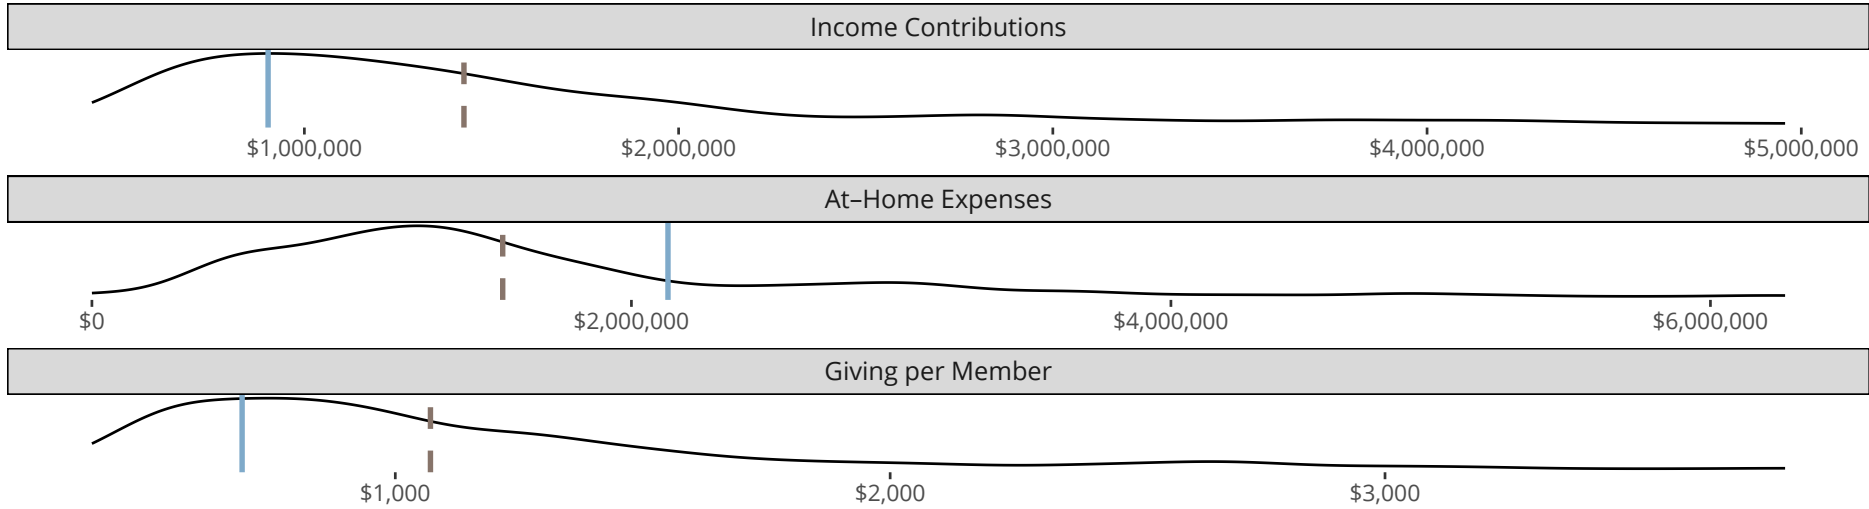 Income Contributions
$1,000,000 $2,000,000 $3,000,000 $4,000,000 $5,000,000
At–Home Expenses
$0 $2,000,000 $4,000,000 $6,000,000
Giving per Member
$1,000 $2,000 $3,000